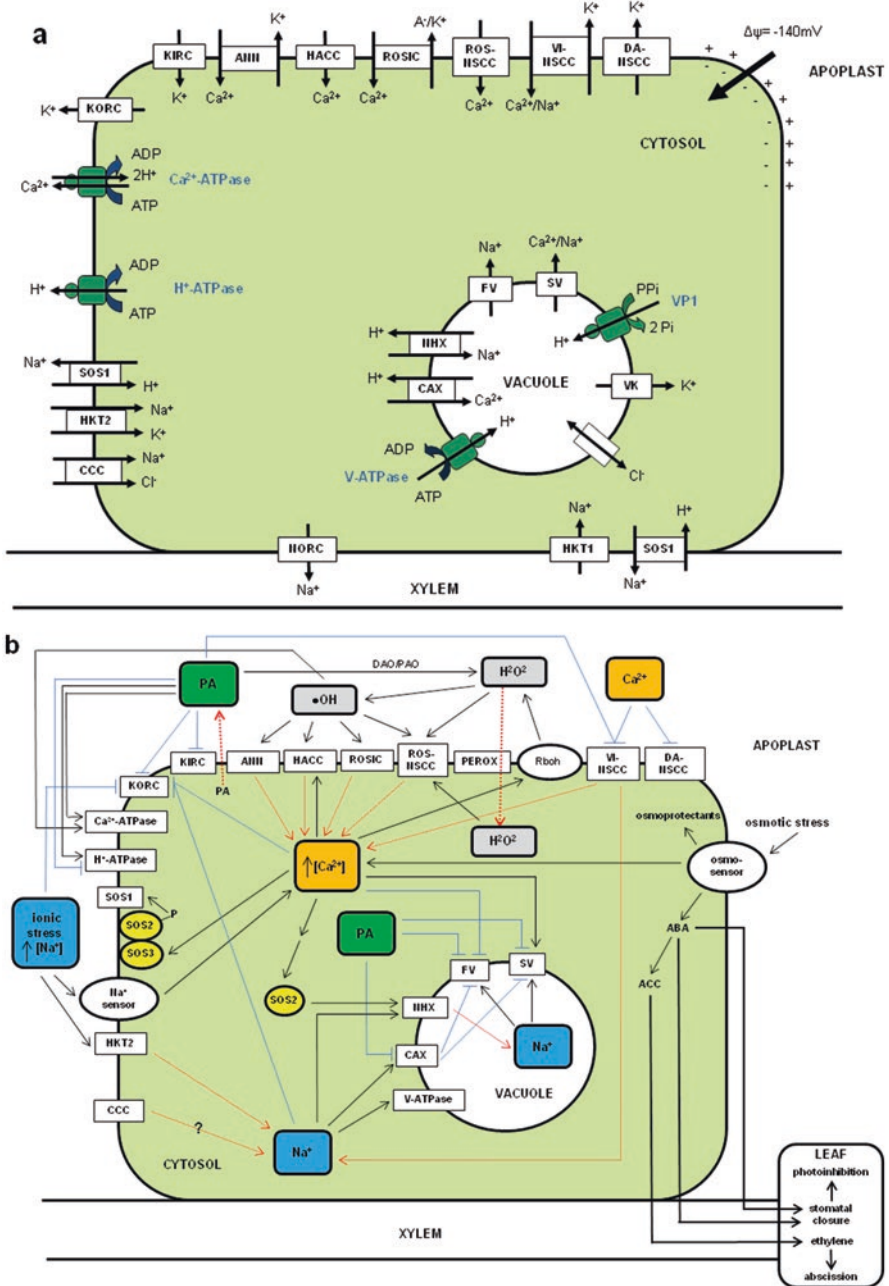 a
K⁺
A⁻/K⁺
K⁺
K⁺
Δψ= -140mV
KIRC
ANN
HACC
ROSIC
ROS-
NSCC
VI-
NSCC
DA-
NSCC
APOPLAST
K⁺
Ca²⁺
Ca²⁺
Ca²⁺
Ca²⁺
Ca²⁺/Na⁺
K⁺
KORC
CYTOSOL
ADP
2H⁺
Ca²⁺
Ca²⁺-ATPase
ATP
ADP
H⁺
H⁺-ATPase
ATP
Na⁺
Ca²⁺/Na⁺
FV
SV
PPi
VP1
2 Pi
H⁺
H⁺
NHX
Na⁺
Na⁺
SOS1
H⁺
H⁺
CAX
Ca²⁺
VACUOLE
VK
K⁺
HKT2
Na⁺
K⁺
H⁺
CCC
Na⁺
Cl⁻
ADP
V-ATPase
ATP
Cl⁻
NORC
Na⁺
Na⁺
HKT1
SOS1
H⁺
Na⁺
XYLEM
b
PA
DAO/PAO
H²O²
Ca²⁺
●OH
APOPLAST
KIRC
ANN
HACC
ROSIC
ROS-
NSCC
PEROX
Rboh
VI-
NSCC
DA-
NSCC
KORC
PA
Ca²⁺-ATPase
osmoprotectants
osmotic stress
H²O²
H⁺-ATPase
↑[Ca²⁺]
osmo-
sensor
SOS1
P
ionic
stress
↑[Na⁺]
SOS2
SOS3
PA
ABA
FV
SV
ACC
Na⁺
sensor
SOS2
NHX
HKT2
CAX
Na⁺
VACUOLE
V-ATPase
CCC
?
Na⁺
CYTOSOL
LEAF
photoinhibition
stomatal
closure
ethylene
abscission
XYLEM